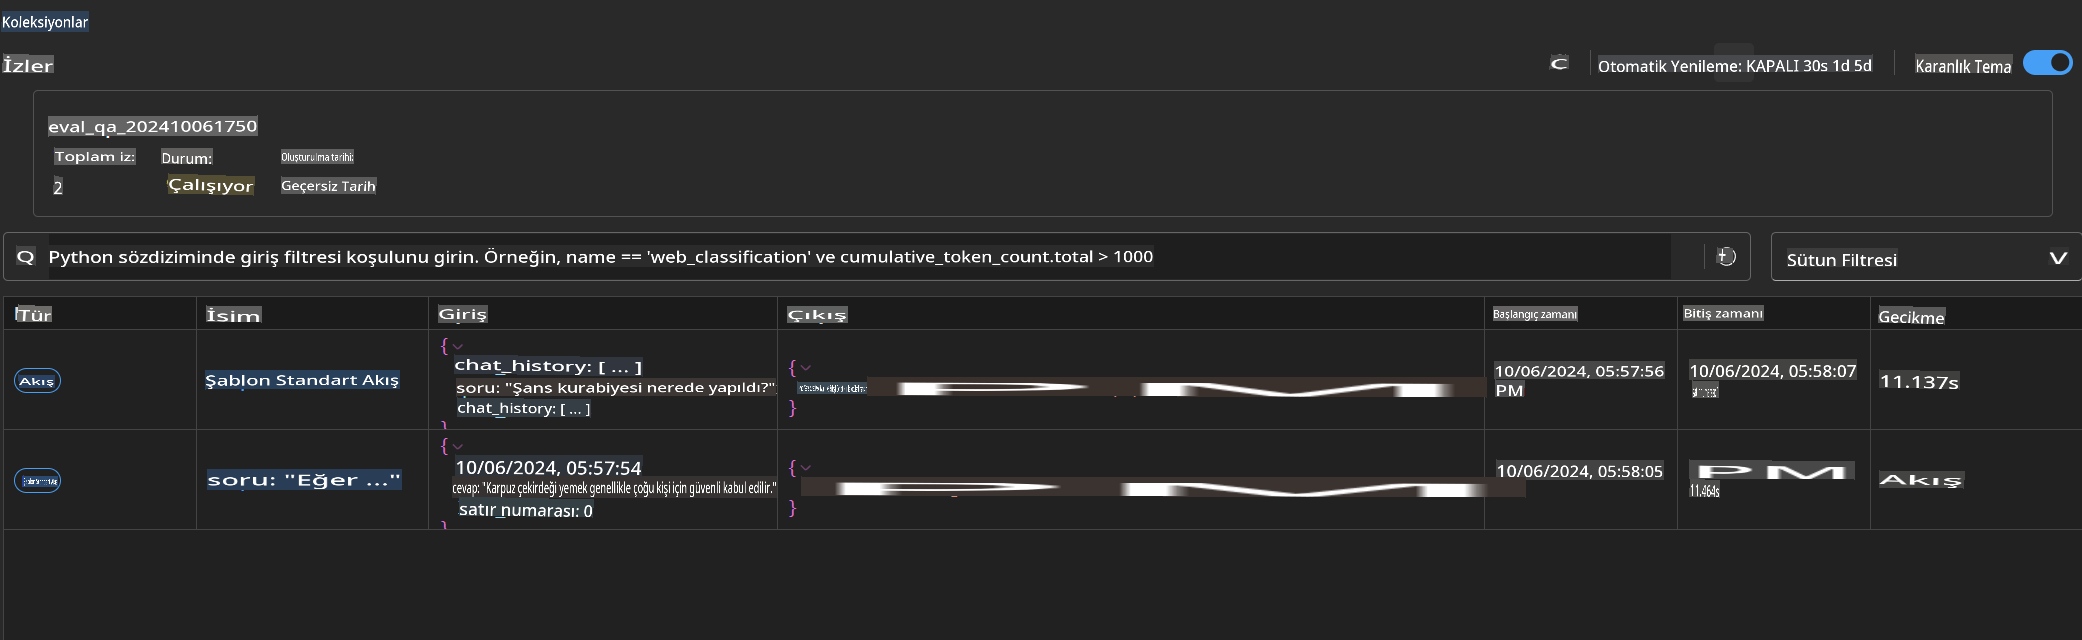 Koleksiyonlar
İzler
Otomatik Yenileme: KAPALI 30s 1d 5d
Karanlık Tema
eval_qa_202410061750
Toplam iz: Durum: Oluşturulma tarihi:
2 Çalışıyor Geçersiz Tarih
Python sözdiziminde giriş filtresi koşulunu girin. Örneğin, name == 'web_classification' ve cumulative_token_count.total > 1000
Sütun Filtresi
Tür İsim Giriş Çıkış Başlangıç zamanı Bitiş zamanı Gecikme
Akış
Şablon Standart Akış
{
chat_history: [ ... ]
soru: "Şans kurabiyesi nerede yapıldı?"
chat_history: [ ... ]
}
{
}
10/06/2024, 05:57:56
PM
10/06/2024, 05:58:07
11.137s
soru: "Eğer ..."
{
10/06/2024, 05:57:54
cevap: "Karpuz çekirdeği yemek genellikle çoğu kişi için güvenli kabul edilir."
satır_numarası: 0
}
{
}
10/06/2024, 05:58:05
PM
11.464s
Akış